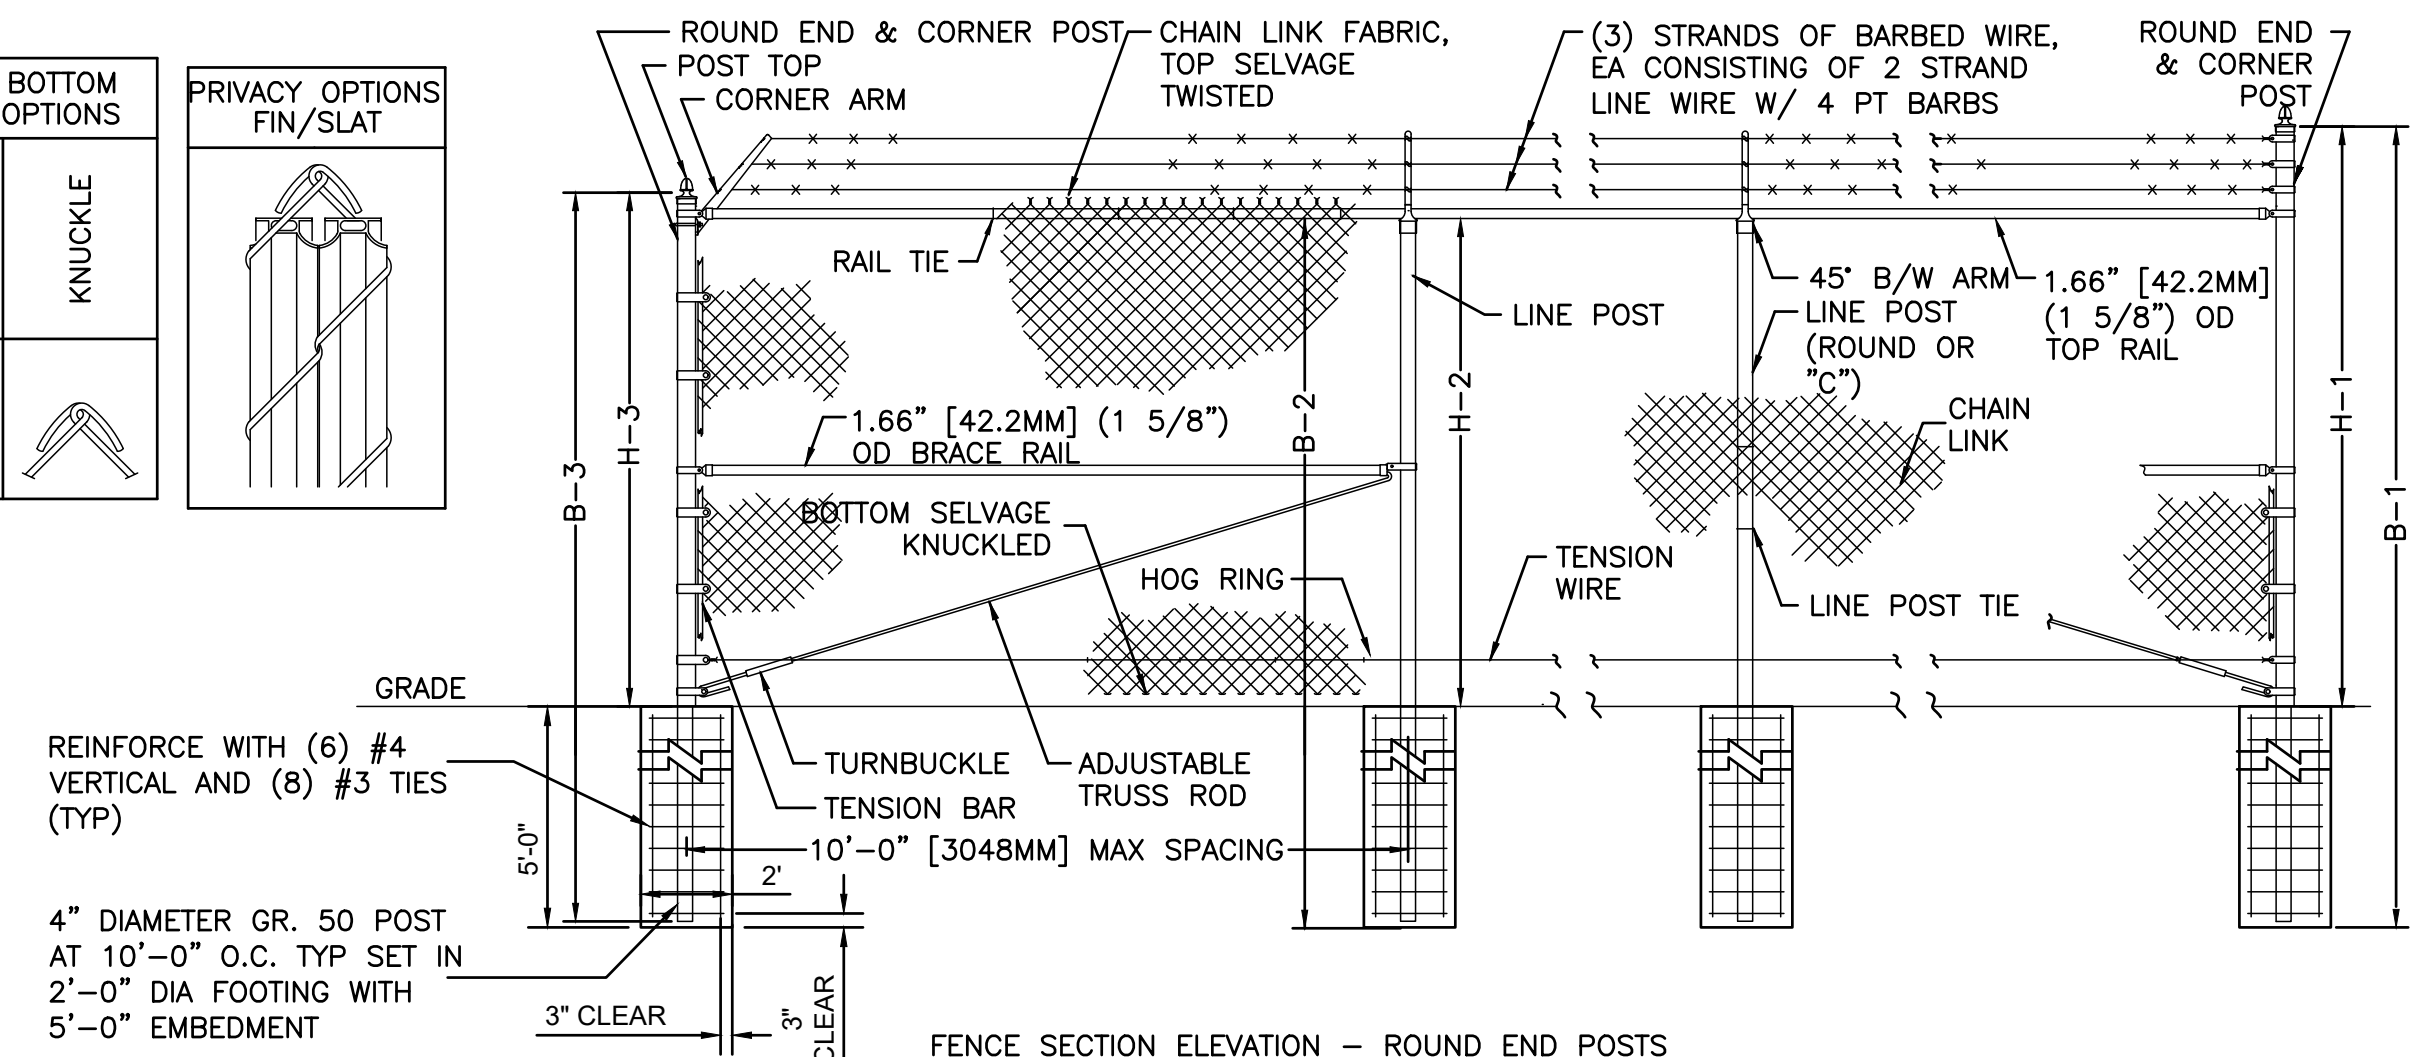 BOTTOM
OPTIONS
KNUCKLE
PRIVACY OPTIONS
FIN/SLAT
ROUND END & CORNER POST
POST TOP
CORNER ARM
CHAIN LINK FABRIC,
TOP SELVAGE
TWISTED
(3) STRANDS OF BARBED WIRE,
EA CONSISTING OF 2 STRAND
LINE WIRE W/ 4 PT BARBS
ROUND END
& CORNER
POST
RAIL TIE
LINE POST
45° B/W ARM
LINE POST
(ROUND OR
"C")
1.66" [42.2MM]
(1 5/8") OD
TOP RAIL
B-3
H-3
B-2
H-2
H-1
B-1
1.66" [42.2MM] (1 5/8")
OD BRACE RAIL
CHAIN
LINK
BOTTOM SELVAGE
KNUCKLED
HOG RING
TENSION
WIRE
LINE POST TIE
GRADE
REINFORCE WITH (6) #4
VERTICAL AND (8) #3 TIES
(TYP)
TURNBUCKLE
TENSION BAR
ADJUSTABLE
TRUSS ROD
10'-0" [3048MM] MAX SPACING
5'-0"
2'
4" DIAMETER GR. 50 POST
AT 10'-0" O.C. TYP SET IN
2'-0" DIA FOOTING WITH
5'-0" EMBEDMENT
3" CLEAR
3"
CLEAR
FENCE SECTION ELEVATION - ROUND END POSTS